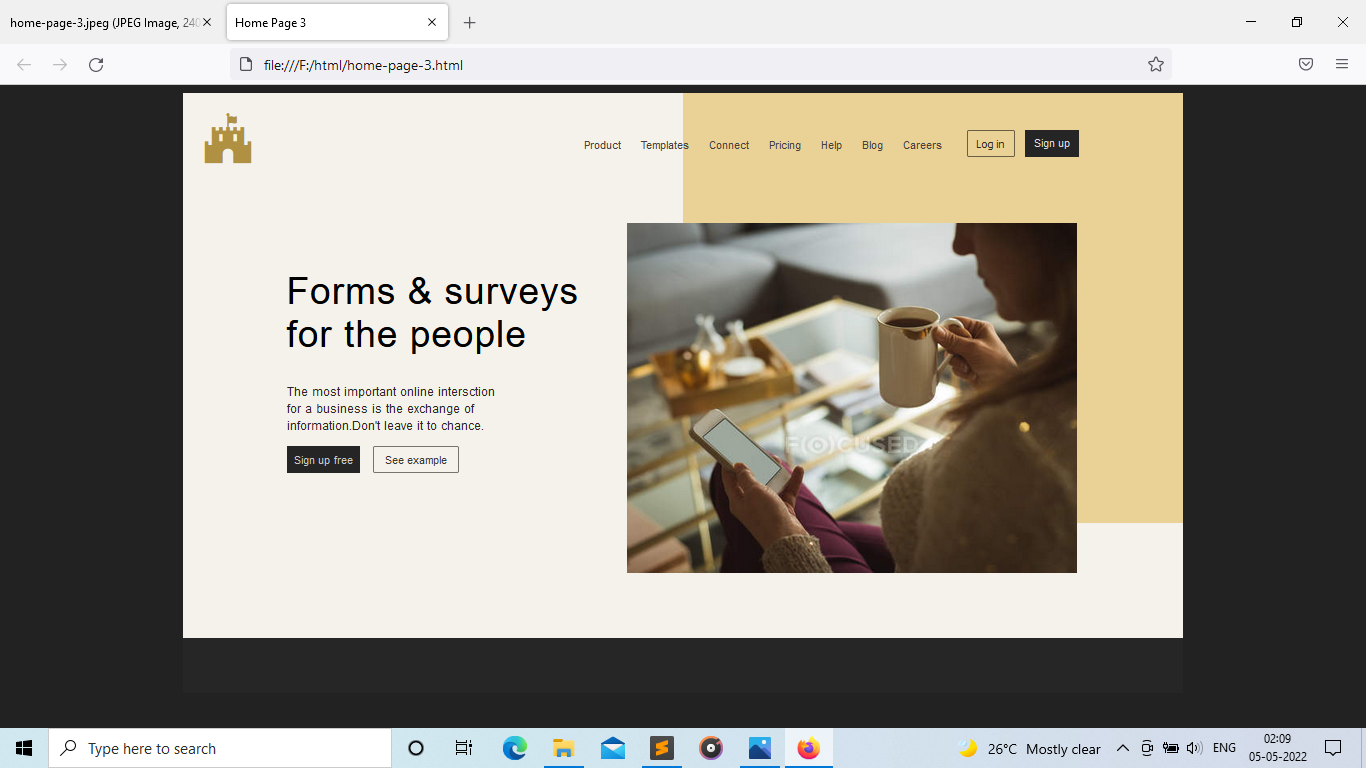 home-page-3.jpeg (JPEG Image, 240
Home Page 3
file:///F:/html/home-page-3.html
Product Templates Connect Pricing Help Blog Careers Log in Sign up
Forms & surveys
for the people
The most important online intersction
for a business is the exchange of
information.Don't leave it to chance.
Sign up free See example
F(O)CUSED
Type here to search
26°C Mostly clear
ENG
02:09
05-05-2022